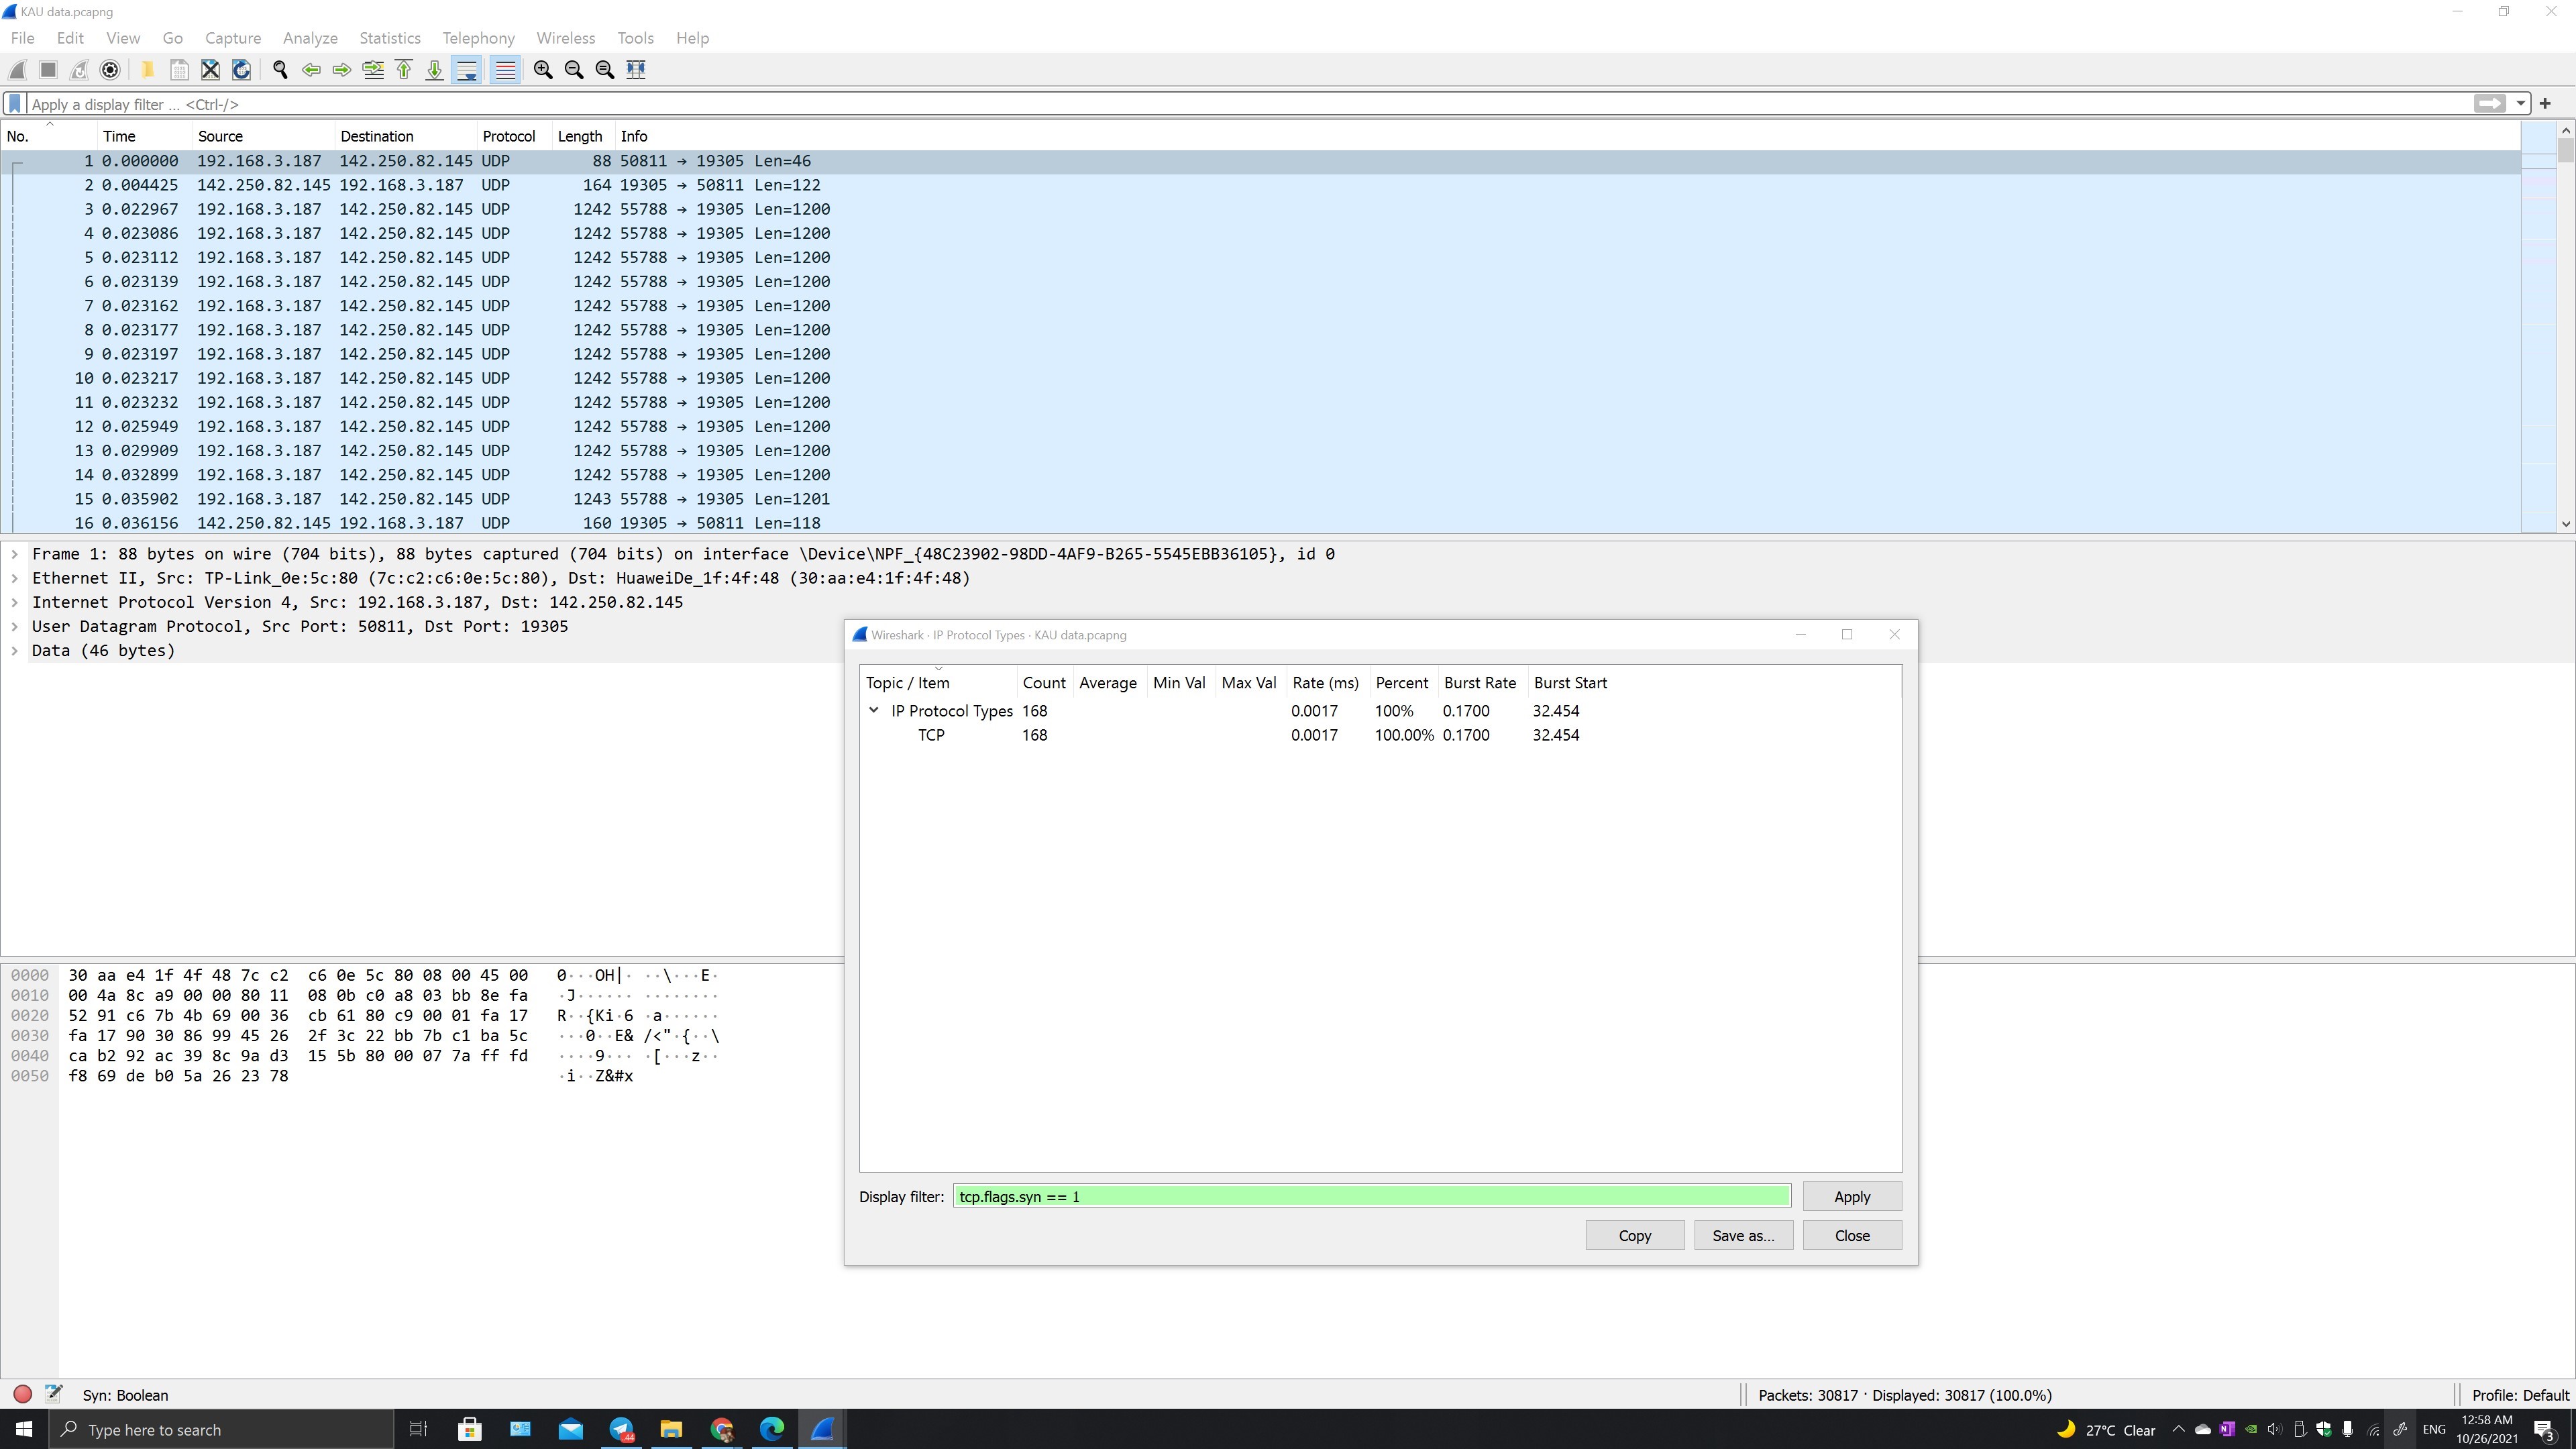 KAU data.pcapng
File Edit View Go Capture Analyze Statistics Telephony Wireless Tools Help
Apply a display filter ... <Ctrl-/>
No. Time Source Destination Protocol Length Info
1 0.000000 192.168.3.187 142.250.82.145 UDP 88 50811 → 19305 Len=46
2 0.004425 142.250.82.145 192.168.3.187 UDP 164 19305 → 50811 Len=122
3 0.022967 192.168.3.187 142.250.82.145 UDP 1242 55788 → 19305 Len=1200
4 0.023086 192.168.3.187 142.250.82.145 UDP 1242 55788 → 19305 Len=1200
5 0.023112 192.168.3.187 142.250.82.145 UDP 1242 55788 → 19305 Len=1200
6 0.023139 192.168.3.187 142.250.82.145 UDP 1242 55788 → 19305 Len=1200
7 0.023162 192.168.3.187 142.250.82.145 UDP 1242 55788 → 19305 Len=1200
8 0.023177 192.168.3.187 142.250.82.145 UDP 1242 55788 → 19305 Len=1200
9 0.023197 192.168.3.187 142.250.82.145 UDP 1242 55788 → 19305 Len=1200
10 0.023217 192.168.3.187 142.250.82.145 UDP 1242 55788 → 19305 Len=1200
11 0.023232 192.168.3.187 142.250.82.145 UDP 1242 55788 → 19305 Len=1200
12 0.025949 192.168.3.187 142.250.82.145 UDP 1242 55788 → 19305 Len=1200
13 0.029909 192.168.3.187 142.250.82.145 UDP 1242 55788 → 19305 Len=1200
14 0.032899 192.168.3.187 142.250.82.145 UDP 1242 55788 → 19305 Len=1200
15 0.035902 192.168.3.187 142.250.82.145 UDP 1243 55788 → 19305 Len=1201
16 0.036156 142.250.82.145 192.168.3.187 UDP 160 19305 → 50811 Len=118
Frame 1: 88 bytes on wire (704 bits), 88 bytes captured (704 bits) on interface \Device\NPF_{48C23902-98DD-4AF9-B265-5545EBB36105}, id 0
Ethernet II, Src: TP-Link_0e:5c:80 (7c:c2:c6:0e:5c:80), Dst: HuaweiDe_1f:4f:48 (30:aa:e4:1f:4f:48)
Internet Protocol Version 4, Src: 192.168.3.187, Dst: 142.250.82.145
User Datagram Protocol, Src Port: 50811, Dst Port: 19305
Data (46 bytes)
Wireshark · IP Protocol Types · KAU data.pcapng
Topic / Item Count Average Min Val Max Val Rate (ms) Percent Burst Rate Burst Start
IP Protocol Types 168 0.0017 100% 0.1700 32.454
TCP 168 0.0017 100.00% 0.1700 32.454
Display filter: tcp.flags.syn == 1 Apply
Copy Save as... Close
0000 30 aa e4 1f 4f 48 7c c2 c6 0e 5c 80 08 00 45 00 0···OH|· ··\···E·
0010 00 4a 8c a9 00 00 80 11 08 0b c0 a8 03 bb 8e fa ·J······ ········
0020 52 91 c6 7b 4b 69 00 36 cb 61 80 c9 00 01 fa 17 R··{Ki·6 ·a······
0030 fa 17 90 30 86 99 45 26 2f 3c 22 bb 7b c1 ba 5c ···0··E& /<"·{··\
0040 ca b2 92 ac 39 8c 9a d3 15 5b 80 00 07 7a ff fd ····9··· ·[···z··
0050 f8 69 de b0 5a 26 23 78 ·i··Z&#x
Syn: Boolean
Packets: 30817 · Displayed: 30817 (100.0%)
Profile: Default
Type here to search
44
27°C Clear
ENG
12:58 AM
10/26/2021
3